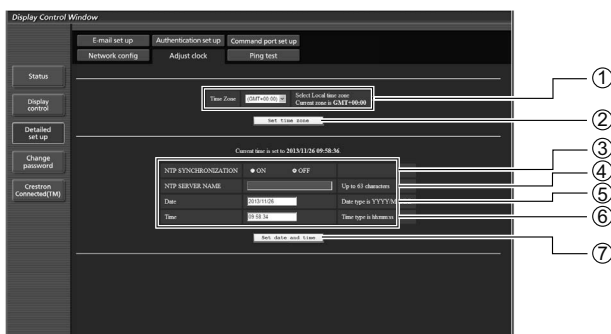 Display Control Window
E-mail set up Authentication set up Command port set up
Network config Adjust clock Ping test
Status
Display control
Detailed set up
Change password
Crestron Connected(TM)
Time Zone (GMT+00:00) Select Local time zone
Current zone is GMT+00:00
Set time zone
Current time is set to 2013/11/26 09:58:36.
NTP SYNCHRONIZATION ON OFF
NTP SERVER NAME Up to 63 characters
Date 2013/11/26 Date type is YYYY/M
Time 09:58:34 Time type is hh:mm:ss
Set date and time
①
②
③
④
⑤
⑥
⑦